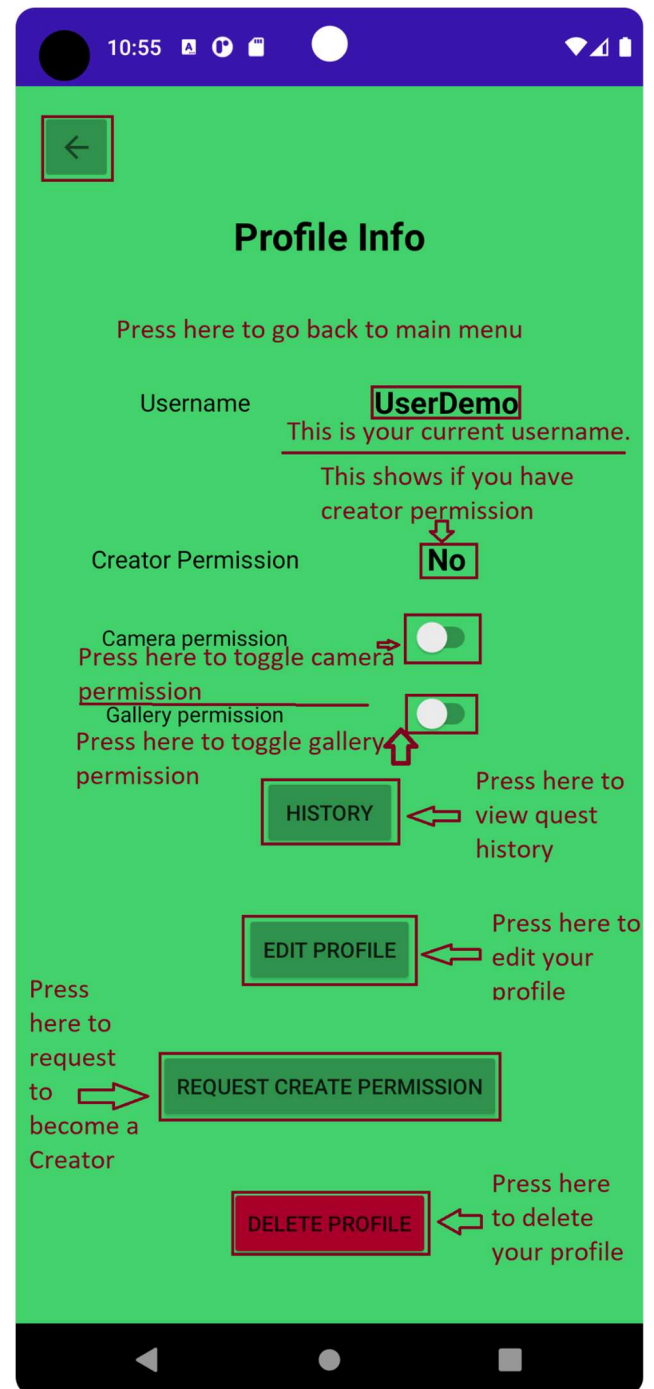 10:55
Profile Info
Press here to go back to main menu
Username
UserDemo
This is your current username.
This shows if you have
creator permission
Creator Permission
No
Camera permission
Press here to toggle camera
permission
Gallery permission
Press here to toggle gallery
permission
HISTORY
Press here to
view quest
history
EDIT PROFILE
Press here to
edit your
profile
Press
here to
request
to
become a
Creator
REQUEST CREATE PERMISSION
DELETE PROFILE
Press here
to delete
your profile